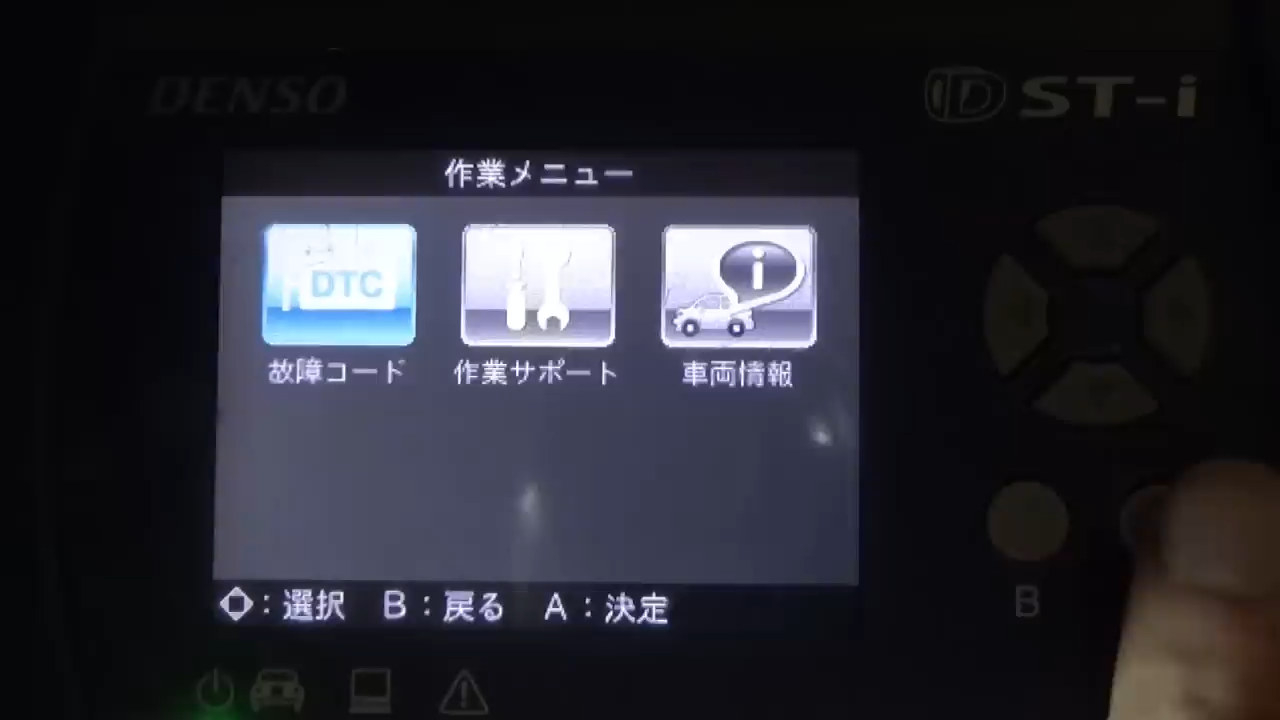 DENSO
DST-i
作業メニュー
DTC
i
故障コード
作業サポート
車両情報
:選択 B:戻る A:決定
B